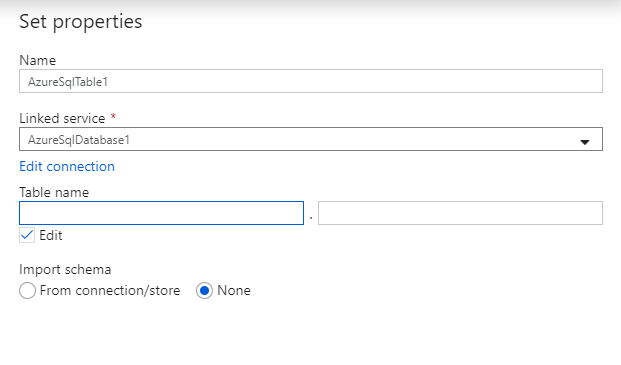 Set properties
Name
AzureSqlTable1
Linked service *
AzureSqlDatabase1
Edit connection
Table name
.
Edit
Import schema
From connection/store None